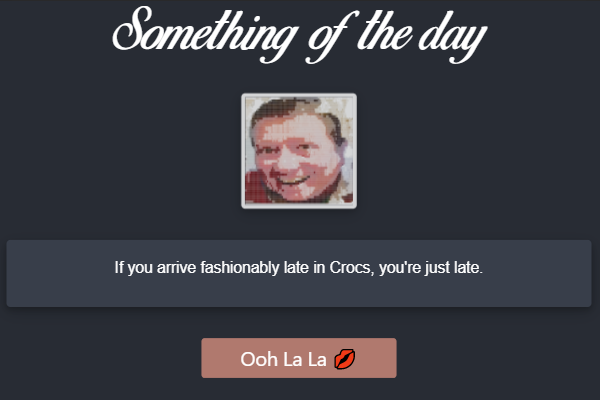 Something of the day
If you arrive fashionably late in Crocs, you're just late.
Ooh La La 💋